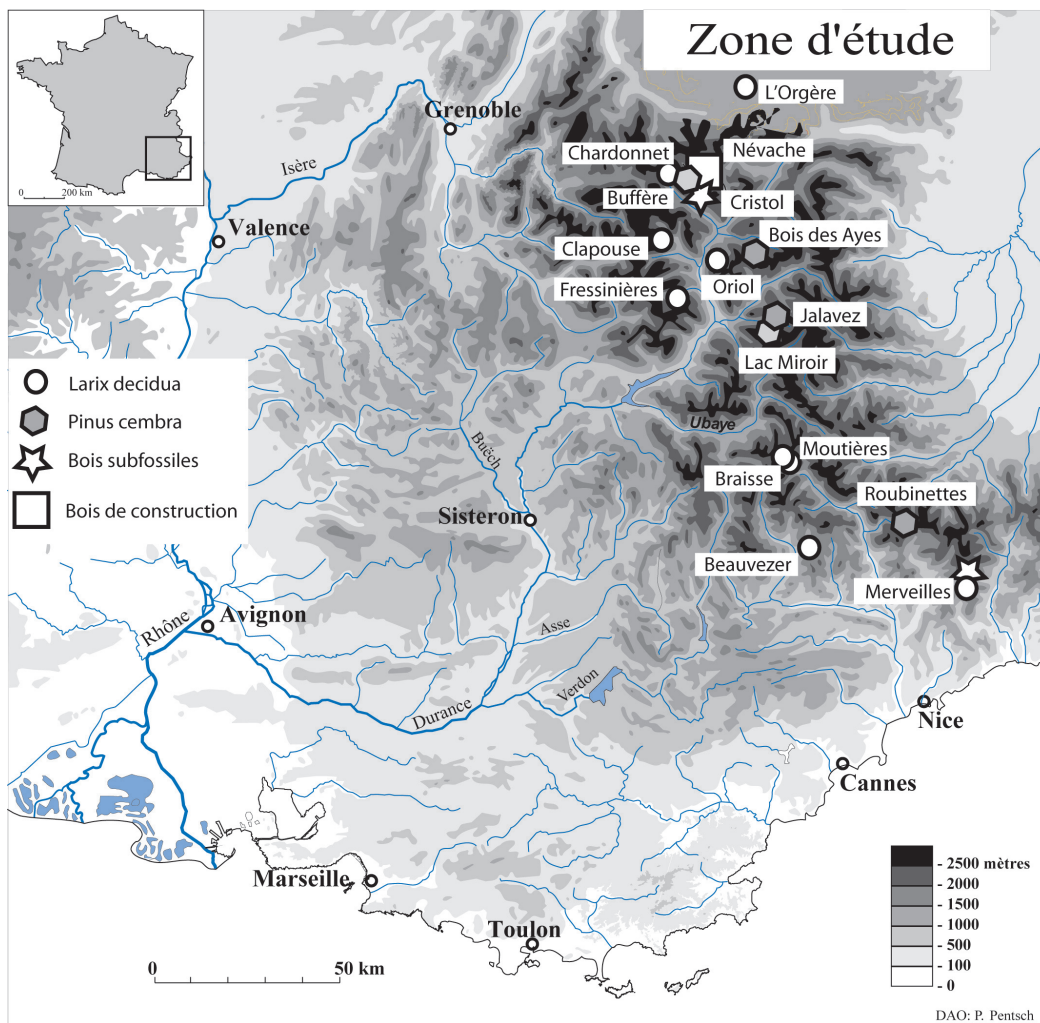 Zone d'étude
0 200 km
L'Orgère
Grenoble
Chardonnet
Névache
Isère
Buffère
Cristol
Valence
Clapouse
Bois des Ayes
Oriol
Fressinières
Jalavez
Lac Miroir
Larix decidua
Pinus cembra
Bois subfossiles
Bois de construction
Ubaye
Buëch
Moutières
Braisse
Roubinettes
Sisteron
Beauvezer
Merveilles
Avignon
Rhône
Asse
Verdon
Durance
Nice
Cannes
Marseille
Toulon
0 50 km
- 2500 mètres
- 2000
- 1500
- 1000
- 500
- 100
- 0
DAO: P. Pentsch